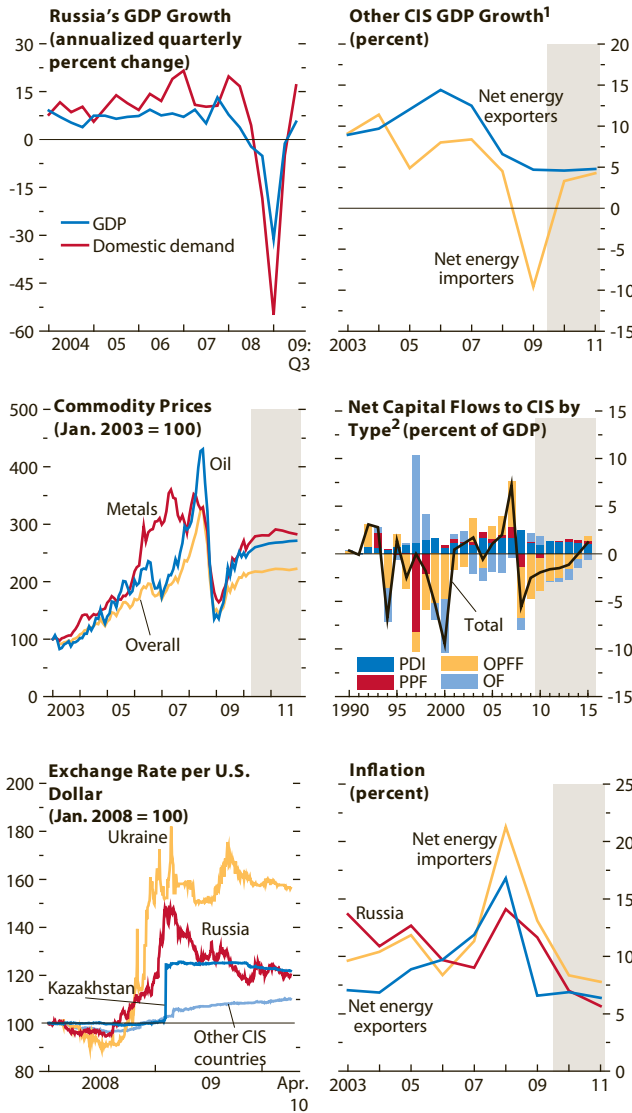 Russia's GDP Growth
(annualized quarterly
percent change)
30
15
0
-15
-30
-45
-60
GDP
Domestic demand
2004 05 06 07 08 09:
Q3
Other CIS GDP Growth¹
(percent)
20
15
10
5
0
-5
-10
-15
Net energy
exporters
Net energy
importers
2003 05 07 09 11
Commodity Prices
(Jan. 2003 = 100)
500
400
300
200
100
0
Oil
Metals
Overall
2003 05 07 09 11
Net Capital Flows to CIS by
Type² (percent of GDP)
15
10
5
0
-5
-10
-15
Total
PDI OPFF
PPF OF
1990 95 2000 05 10 15
Exchange Rate per U.S.
Dollar
(Jan. 2008 = 100)
200
180
160
140
120
100
80
Ukraine
Russia
Kazakhstan
Other CIS
countries
2008 09 Apr.
10
Inflation
(percent)
25
20
15
10
5
0
Net energy
importers
Russia
Net energy
exporters
2003 05 07 09 11